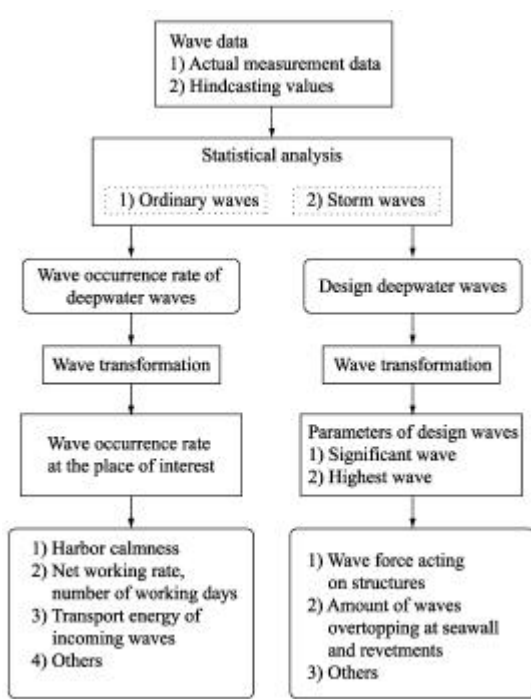 Wave data
1) Actual measurement data
2) Hindcasting values
Statistical analysis
1) Ordinary waves
2) Storm waves
Wave occurrence rate of
deepwater waves
Design deepwater waves
Wave transformation
Wave transformation
Wave occurrence rate
at the place of interest
Parameters of design waves
1) Significant wave
2) Highest wave
1) Harbor calmness
2) Net working rate,
number of working days
3) Transport energy of
incoming waves
4) Others
1) Wave force acting
on structures
2) Amount of waves
overtopping at seawall
and revetments
3) Others